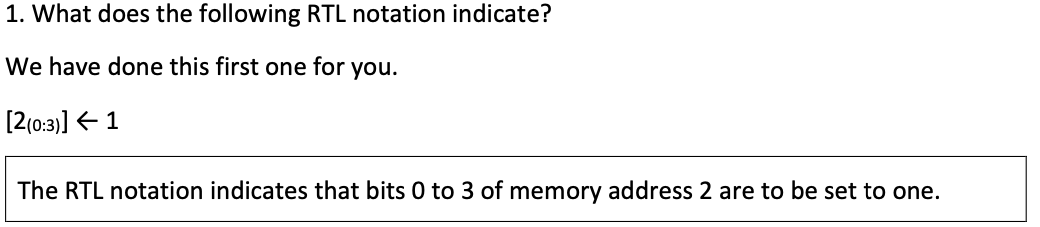 1. What does the following RTL notation indicate?
We have done this first one for you.
[2(0:3)] ← 1
The RTL notation indicates that bits 0 to 3 of memory address 2 are to be set to one.